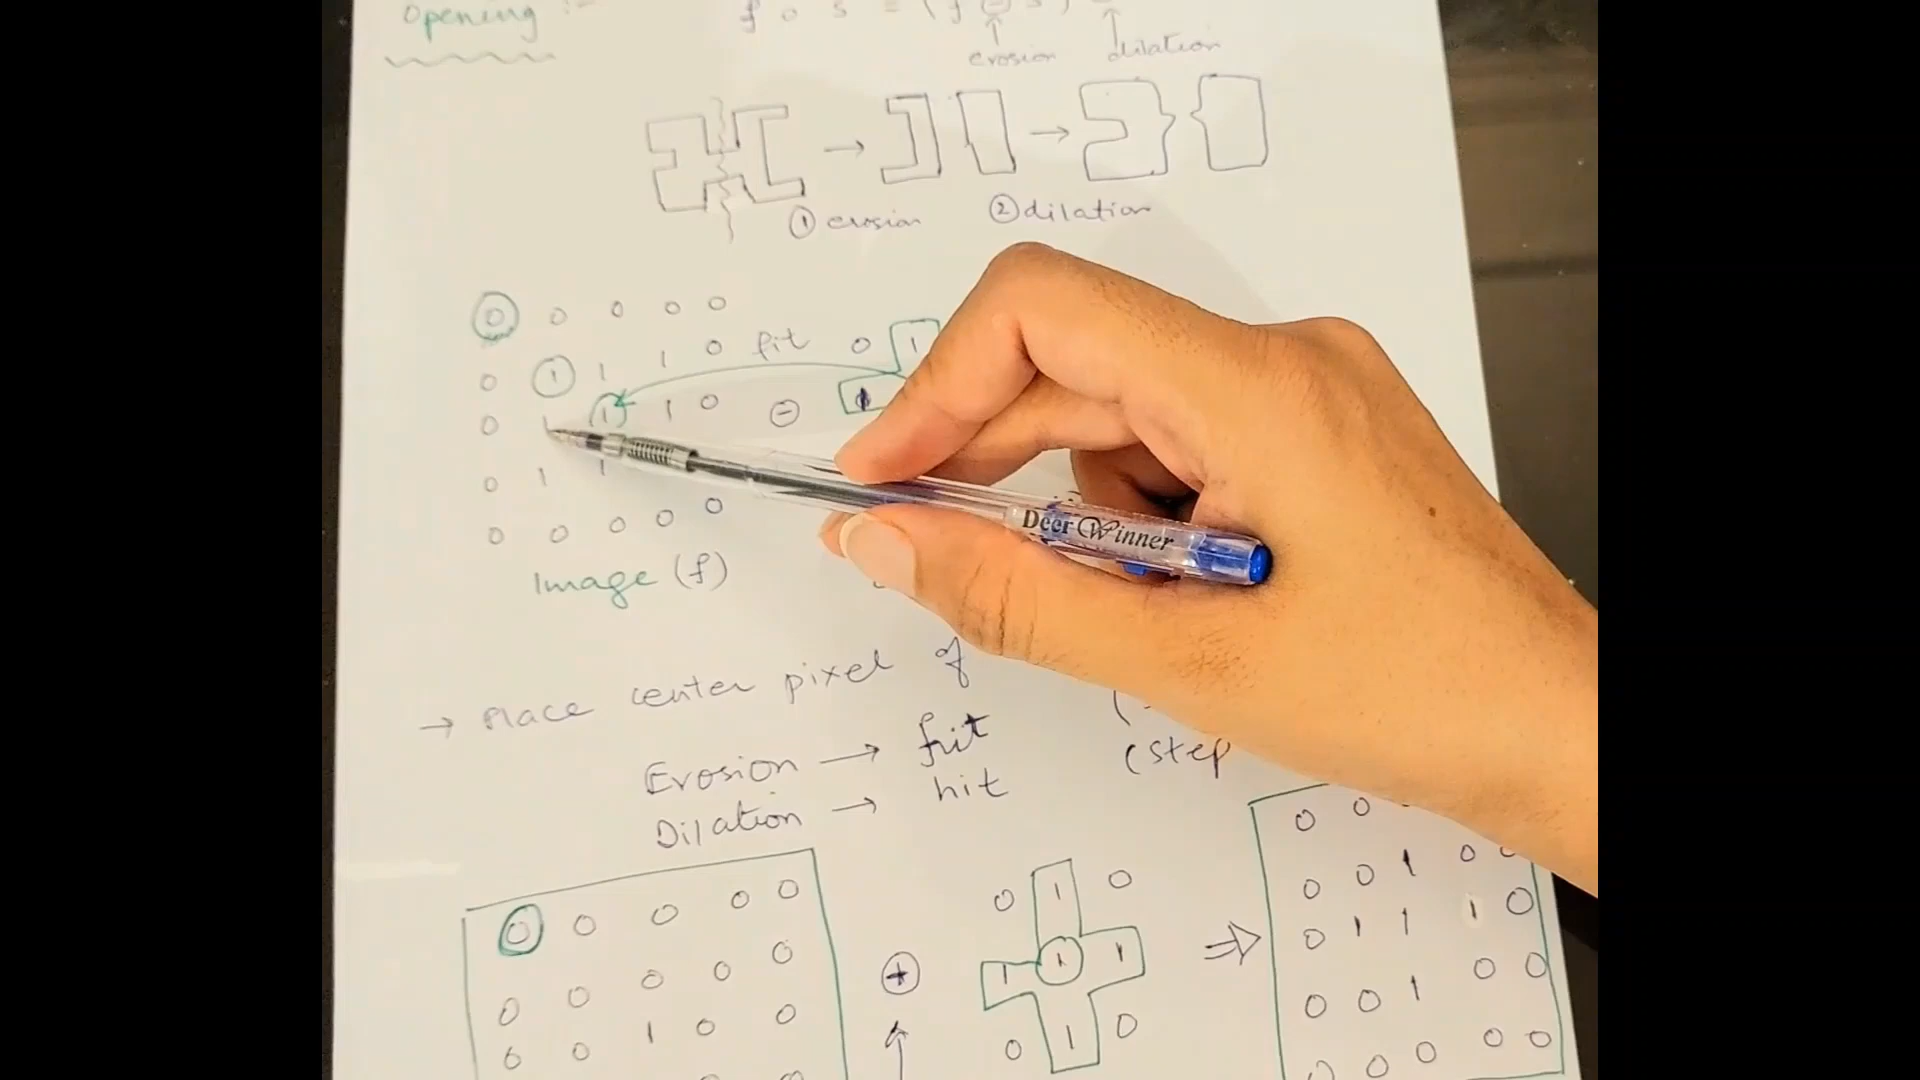 Opening :-
erosion dilation
① erosion ② dilation
0 0 0 0 0
0 1 1 1 0 fit 0 1
0 1 1 1 0 ⊖
0 1 1
0 0 0 0 0
Image (f)
Deer Winner
→ Place center pixel of
Erosion → fit
(step
Dilation → hit
0 0 0 0 0
0 0 0 0 0
0 0 1 0 0
⊕
0 1 0
1 1 1
0 1 0
⇒
0 0
0 0 1 0 0
0 1 1 1 0
0 0 1 0 0
0 0 0 0 0